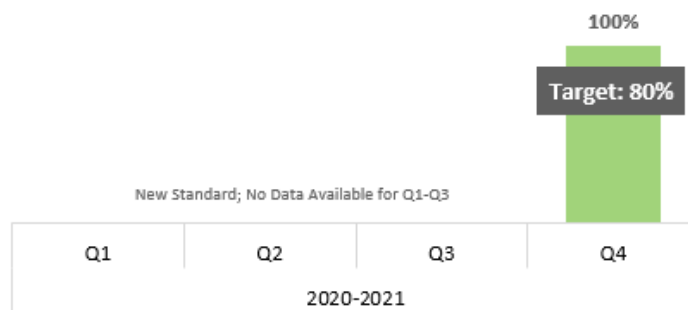 100%
Target: 80%
New Standard; No Data Available for Q1-Q3
Q1 Q2 Q3 Q4
2020-2021